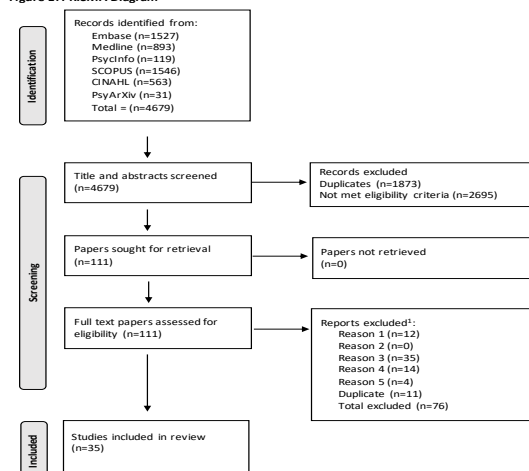 Identification
Records identified from:
Embase (n=1527)
Medline (n=893)
PsycInfo (n=119)
SCOPUS (n=1546)
CINAHL (n=563)
PsyArXiv (n=31)
Total = (n=4679)
Screening
Title and abstracts screened
(n=4679)
Records excluded
Duplicates (n=1873)
Not met eligibility criteria (n=2695)
Papers sought for retrieval
(n=111)
Papers not retrieved
(n=0)
Full text papers assessed for
eligibility (n=111)
Reports excluded¹:
Reason 1 (n=12)
Reason 2 (n=0)
Reason 3 (n=35)
Reason 4 (n=14)
Reason 5 (n=4)
Duplicate (n=11)
Total excluded (n=76)
Included
Studies included in review
(n=35)